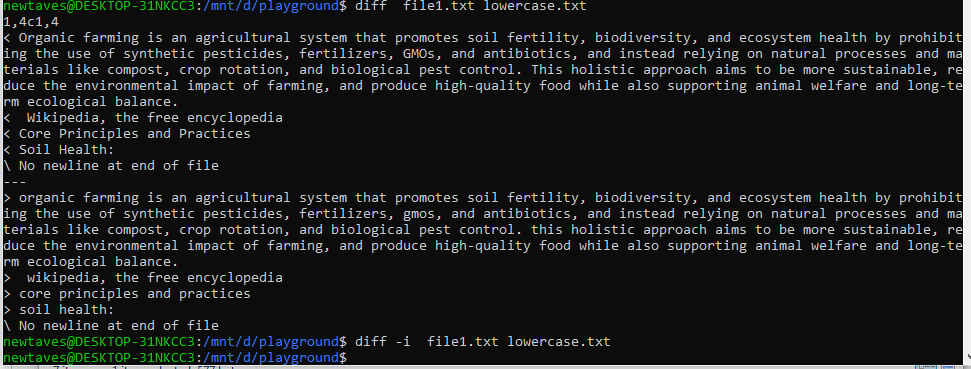 newtaves@DESKTOP-31NKCC3:/mnt/d/playground$ diff  file1.txt lowercase.txt
1,4c1,4
< Organic farming is an agricultural system that promotes soil fertility, biodiversity, and ecosystem health by prohibit
ing the use of synthetic pesticides, fertilizers, GMOs, and antibiotics, and instead relying on natural processes and ma
terials like compost, crop rotation, and biological pest control. This holistic approach aims to be more sustainable, re
duce the environmental impact of farming, and produce high-quality food while also supporting animal welfare and long-te
rm ecological balance.
<  Wikipedia, the free encyclopedia
< Core Principles and Practices
< Soil Health:
\ No newline at end of file
---
> organic farming is an agricultural system that promotes soil fertility, biodiversity, and ecosystem health by prohibit
ing the use of synthetic pesticides, fertilizers, gmos, and antibiotics, and instead relying on natural processes and ma
terials like compost, crop rotation, and biological pest control. this holistic approach aims to be more sustainable, re
duce the environmental impact of farming, and produce high-quality food while also supporting animal welfare and long-te
rm ecological balance.
>  wikipedia, the free encyclopedia
> core principles and practices
> soil health:
\ No newline at end of file
newtaves@DESKTOP-31NKCC3:/mnt/d/playground$ diff -i  file1.txt lowercase.txt
newtaves@DESKTOP-31NKCC3:/mnt/d/playground$